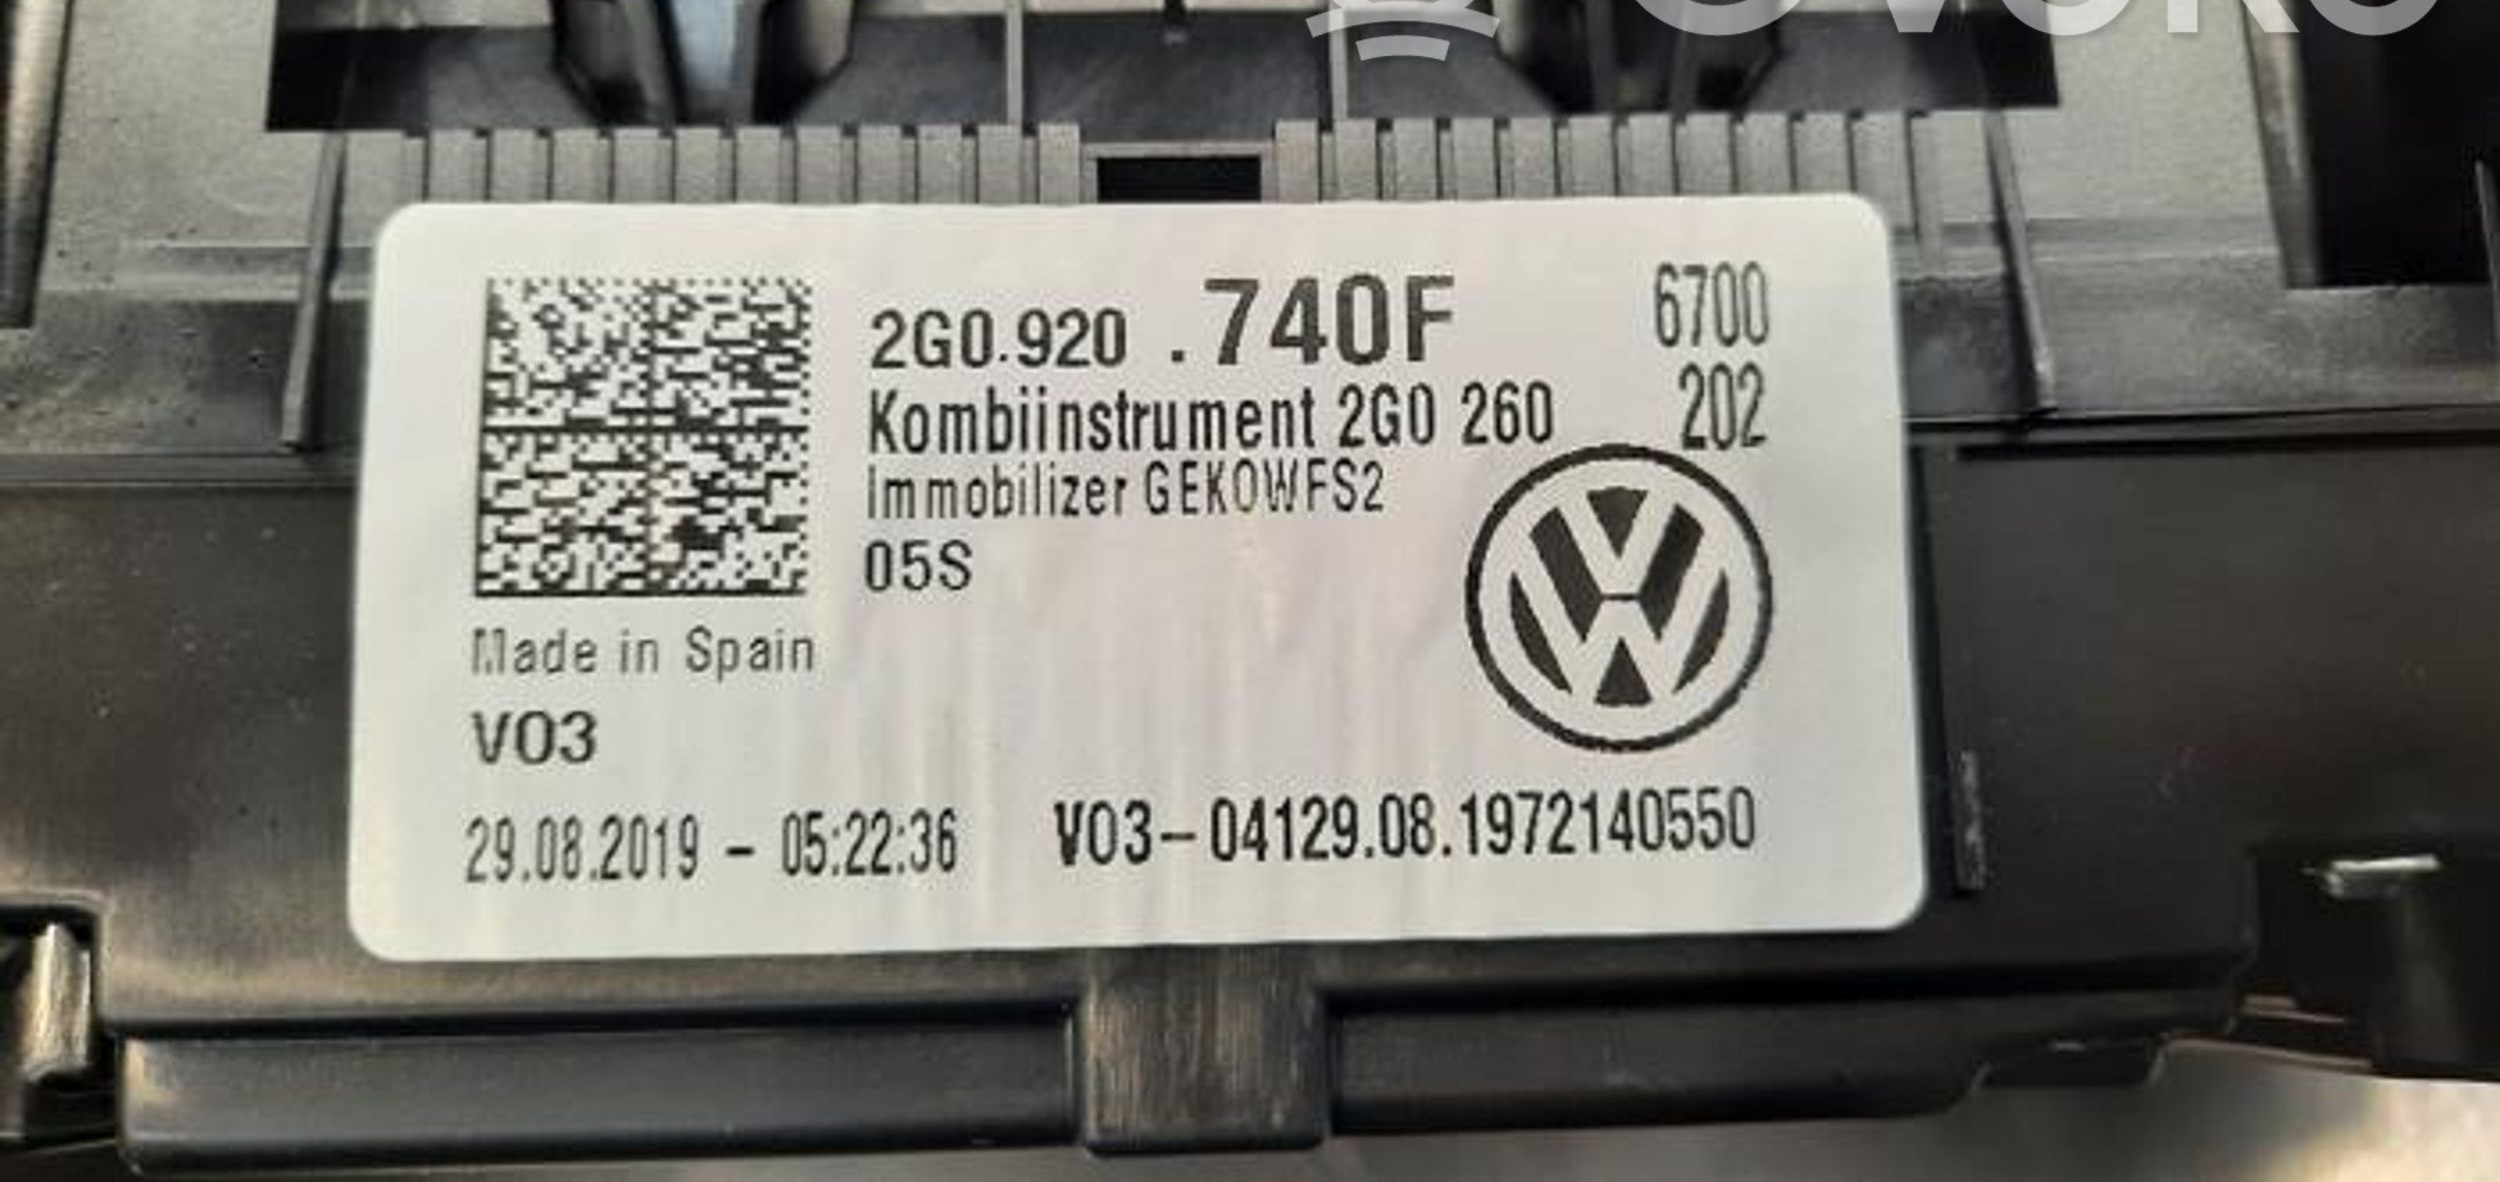 2G0.920 .740F 6700
Kombiinstrument 2G0 260 202
Immobilizer GEKOWFS2
05S
Made in Spain
V03
29.08.2019 - 05:22:36 V03-04129.08.1972140550